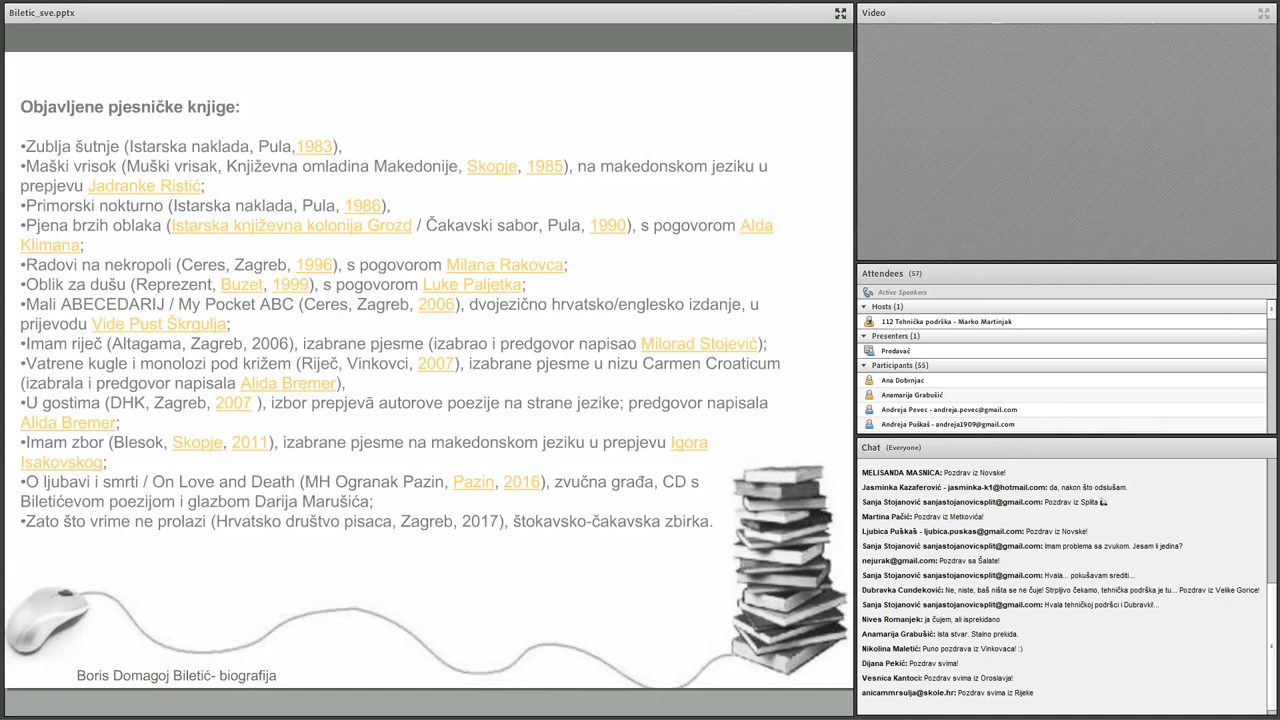 Biletic_sve.pptx
Objavljene pjesničke knjige:
•Zublja šutnje (Istarska naklada, Pula,1983),
•Maški vrisok (Muški vrisak, Književna omladina Makedonije, Skopje, 1985), na makedonskom jeziku u
prepjevu Jadranke Ristić;
•Primorski nokturno (Istarska naklada, Pula, 1986),
•Pjena brzih oblaka (Istarska književna kolonija Grozd / Čakavski sabor, Pula, 1990), s pogovorom Alda
Klimana;
•Radovi na nekropoli (Ceres, Zagreb, 1996), s pogovorom Milana Rakovca;
•Oblik za dušu (Reprezent, Buzet, 1999), s pogovorom Luke Paljetka;
•Mali ABECEDARIJ / My Pocket ABC (Ceres, Zagreb, 2006), dvojezično hrvatsko/englesko izdanje, u
prijevodu Vide Pust Škrgulja;
•Imam riječ (Altagama, Zagreb, 2006), izabrane pjesme (izabrao i predgovor napisao Milorad Stojević);
•Vatrene kugle i molobizi pod križem (Riječ, Vinkovci, 2007), izabrane pjesme u nizu Carmen Croaticum
(izabrala i predgovor napisala Alida Bremer),
•U gostima (DHK, Zagreb, 2007 ), izbor prepjevā autorove poezije na strane jezike; predgovor napisala
Alida Bremer;
•Imam zbor (Blesok, Skopje, 2011), izabrane pjesme na makedonskom jeziku u prepjevu Igora
Isakovskog;
•O ljubavi i smrti / On Love and Death (MH Ogranak Pazin, Pazin, 2016), zvučna građa, CD s
Biletićevom poezijom i glazbom Darija Marušića;
•Zato što vrime ne prolazi (Hrvatsko društvo pisaca, Zagreb, 2017), štokavsko-čakavska zbirka.
Boris Domagoj Biletić- biografija
Video
Attendees (57)
Active Speakers
Hosts (1)
112 Tehnička podrška - Marko Martinjak
Presenters (1)
Predavač
Participants (55)
Ana Dobrnjac
Anamarija Grabušić
Andreja Pevec - andreja.pevec@gmail.com
Andreja Puškaš - andreja1909@gmail.com
Chat (Everyone)
MELISANDA MASNICA: Pozdrav iz Novske!
Jasminka Kazaferović - jasminka-k1@hotmail.com: da, nakon što odslušam.
Sanja Stojanović sanjastojanovicsplit@gmail.com: Pozdrav iz Splita
Martina Pačić: Pozdrav iz Metkovića!
Ljubica Puškaš - ljubica.puskas@gmail.com: Pozdrav iz Novske!
Sanja Stojanović sanjastojanovicsplit@gmail.com: Imam problema sa zvukom. Jesam li jedina?
nejurak@gmail.com: Pozdrav sa Šalate!
Sanja Stojanović sanjastojanovicsplit@gmail.com: Hvala... pokušavam srediti...
Dubravka Cundeković: Ne, niste, baš ništa se ne čuje! Strpljivo čekamo, tehnička podrška je tu... Pozdrav iz Velike Gorice!
Sanja Stojanović sanjastojanovicsplit@gmail.com: Hvala tehničkoj podršci i Dubravki!...
Nives Romanjek: ja čujem, ali isprekidano
Anamarija Grabušić: Ista stvar. Stalno prekida.
Nikolina Maletić: Puno pozdrava iz Vinkovaca! :)
Dijana Pekić: Pozdrav svima!
Vesnica Kantoci: Pozdrav svima iz Oroslavja!
anicammrsulja@skole.hr: Pozdrav svima iz Rijeke